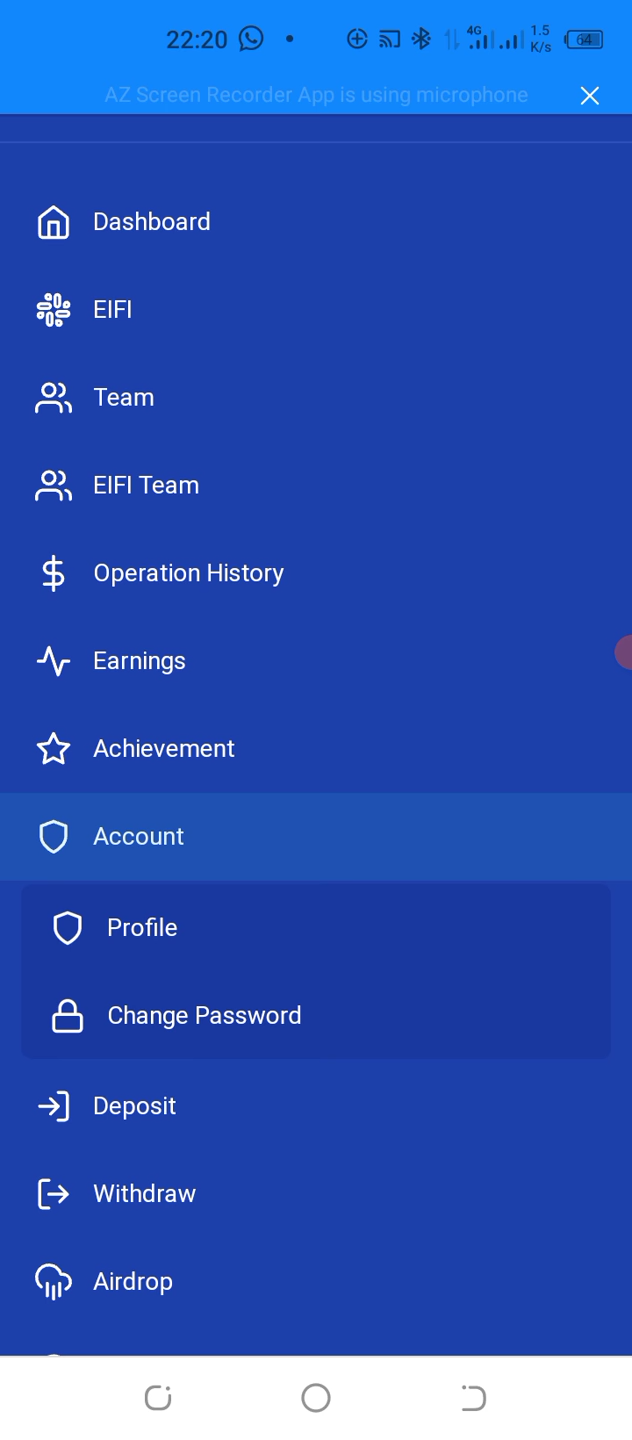 22:20 4G 1.5 K/s 64
AZ Screen Recorder App is using microphone
Dashboard
EIFI
Team
EIFI Team
Operation History
Earnings
Achievement
Account
Profile
Change Password
Deposit
Withdraw
Airdrop